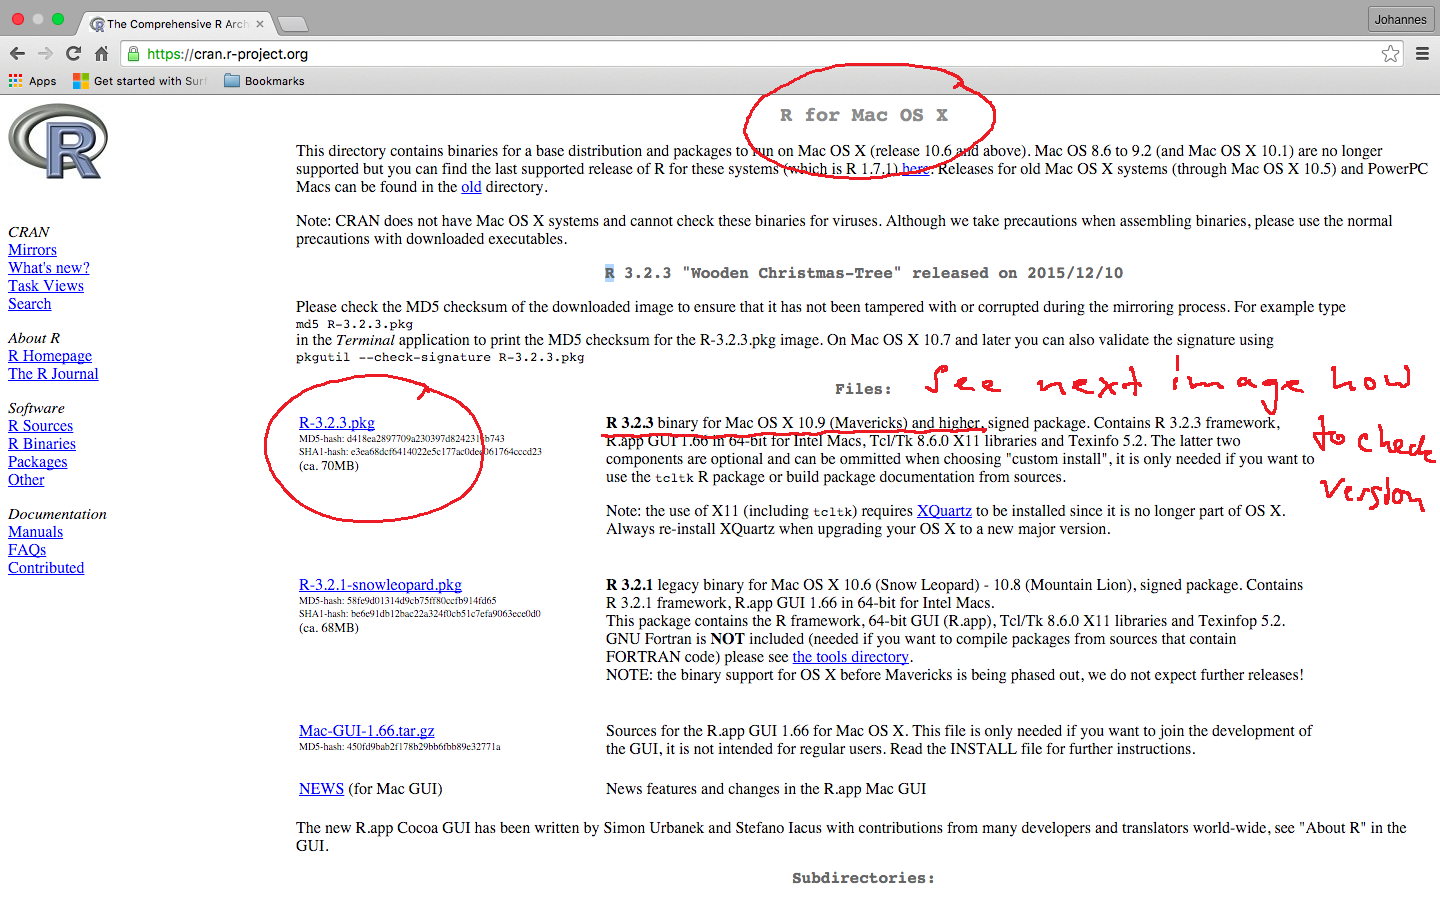 The Comprehensive R Arch
Johannes
https://cran.r-project.org
Apps
Get started with Surf
Bookmarks
R
R for Mac OS X
This directory contains binaries for a base distribution and packages to run on Mac OS X (release 10.6 and above). Mac OS 8.6 to 9.2 (and Mac OS X 10.1) are no longer
supported but you can find the last supported release of R for these systems (which is R 1.7.1) here. Releases for old Mac OS X systems (through Mac OS X 10.5) and PowerPC
Macs can be found in the old directory.
Note: CRAN does not have Mac OS X systems and cannot check these binaries for viruses. Although we take precautions when assembling binaries, please use the normal
precautions with downloaded executables.
CRAN
Mirrors
What's new?
Task Views
Search
About R
R Homepage
The R Journal
Software
R Sources
R Binaries
Packages
Other
Documentation
Manuals
FAQs
Contributed
R 3.2.3 "Wooden Christmas-Tree" released on 2015/12/10
Please check the MD5 checksum of the downloaded image to ensure that it has not been tampered with or corrupted during the mirroring process. For example type
md5 R-3.2.3.pkg
in the Terminal application to print the MD5 checksum for the R-3.2.3.pkg image. On Mac OS X 10.7 and later you can also validate the signature using
pkgutil --check-signature R-3.2.3.pkg
Files:
See next image how
to check
version
R-3.2.3.pkg
(ca. 70MB)
R 3.2.3 binary for Mac OS X 10.9 (Mavericks) and higher, signed package. Contains R 3.2.3 framework,
R.app GUI 1.66 in 64-bit for Intel Macs, Tcl/Tk 8.6.0 X11 libraries and Texinfo 5.2. The latter two
components are optional and can be ommitted when choosing "custom install", it is only needed if you want to
use the tcltk R package or build package documentation from sources.
Note: the use of X11 (including tcltk) requires XQuartz to be installed since it is no longer part of OS X.
Always re-install XQuartz when upgrading your OS X to a new major version.
R-3.2.1-snowleopard.pkg
MD5-hash: 58fe9d01314d9cb75ff80ccfb914fd65
SHA1-hash: be6e91db12bac22a324f0cb51c7efa9063ece0d0
(ca. 68MB)
R 3.2.1 legacy binary for Mac OS X 10.6 (Snow Leopard) - 10.8 (Mountain Lion), signed package. Contains
R 3.2.1 framework, R.app GUI 1.66 in 64-bit for Intel Macs.
This package contains the R framework, 64-bit GUI (R.app), Tcl/Tk 8.6.0 X11 libraries and Texinfop 5.2.
GNU Fortran is NOT included (needed if you want to compile packages from sources that contain
FORTRAN code) please see the tools directory.
NOTE: the binary support for OS X before Mavericks is being phased out, we do not expect further releases!
Mac-GUI-1.66.tar.gz
MD5-hash: 450fd9bab2f178b29bb6fbb89e32771a
Sources for the R.app GUI 1.66 for Mac OS X. This file is only needed if you want to join the development of
the GUI, it is not intended for regular users. Read the INSTALL file for further instructions.
NEWS (for Mac GUI)
News features and changes in the R.app Mac GUI
The new R.app Cocoa GUI has been written by Simon Urbanek and Stefano Iacus with contributions from many developers and translators world-wide, see "About R" in the
GUI.
Subdirectories: